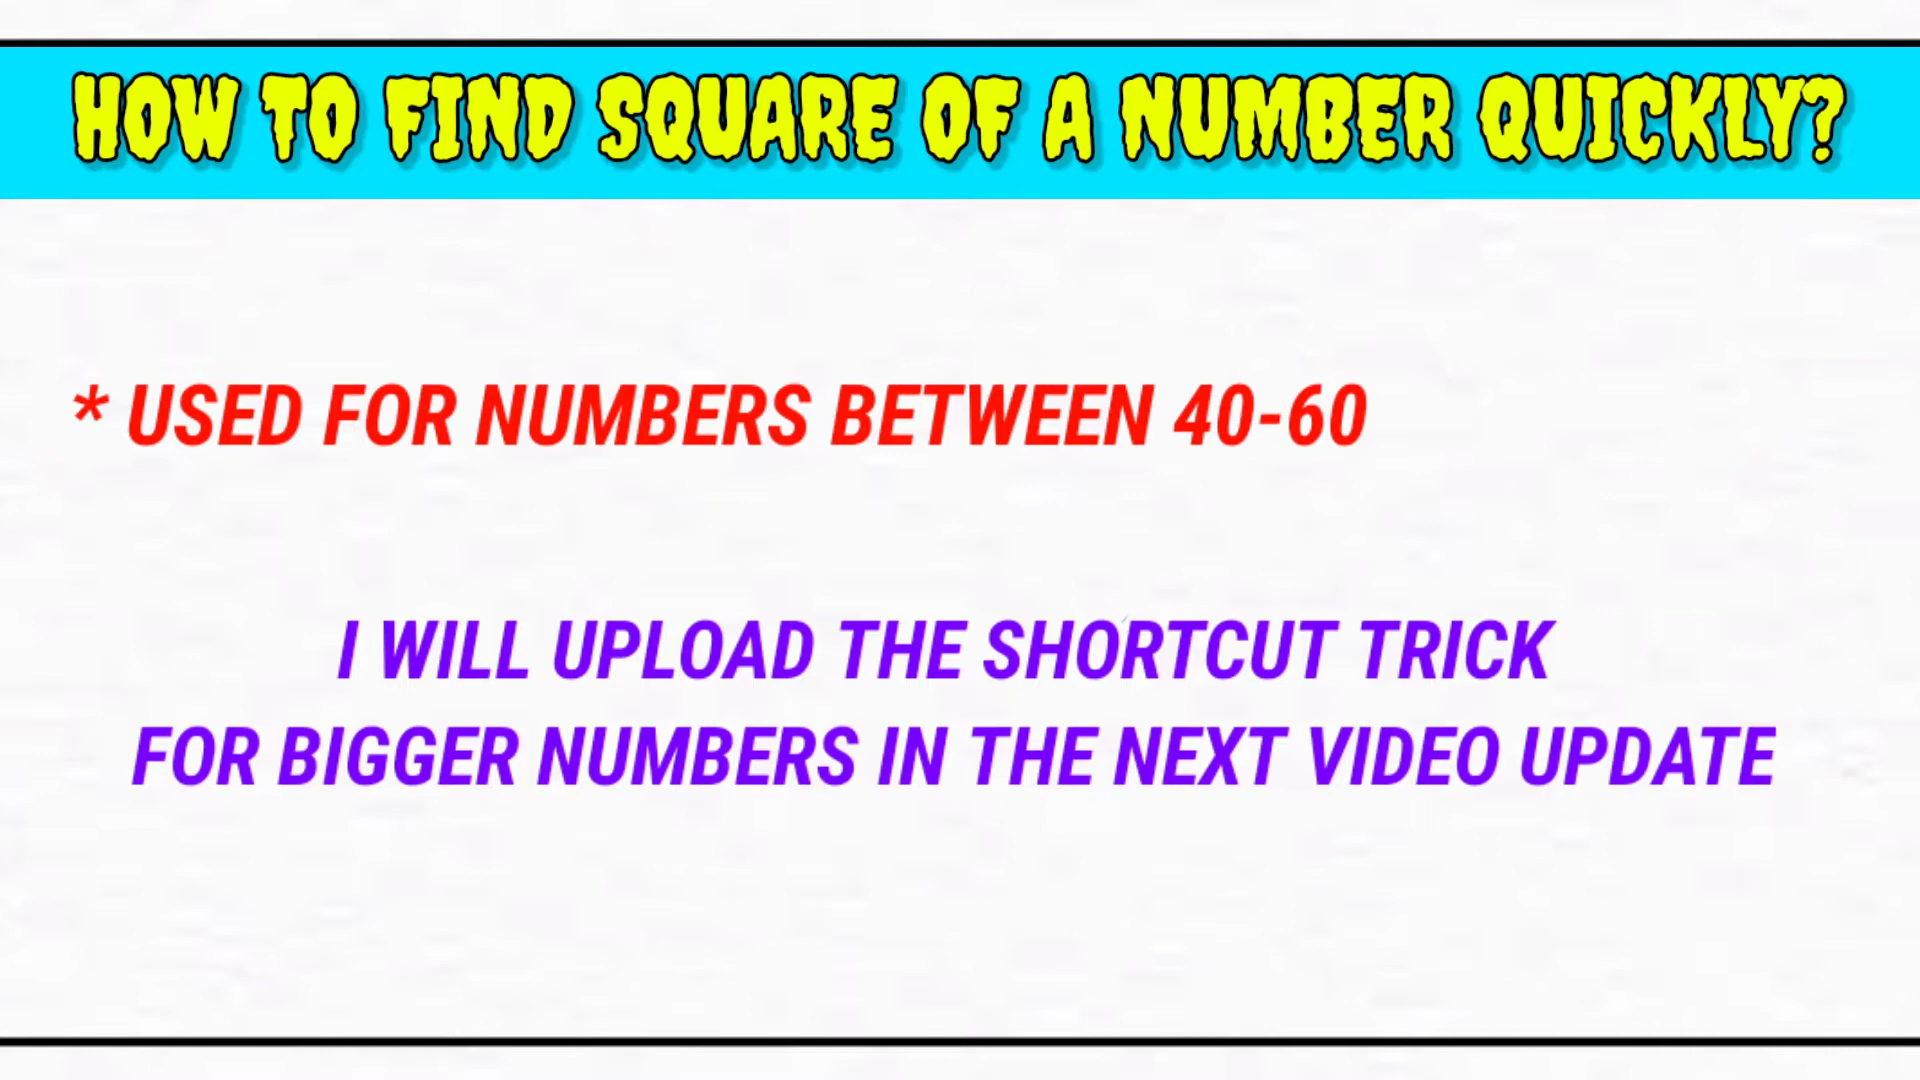 HOW TO FIND SQUARE OF A NUMBER QUICKLY?
* USED FOR NUMBERS BETWEEN 40-60
I WILL UPLOAD THE SHORTCUT TRICK
FOR BIGGER NUMBERS IN THE NEXT VIDEO UPDATE